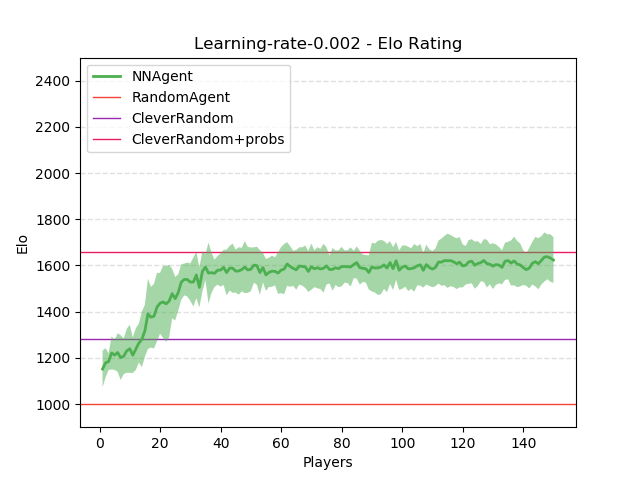 Learning-rate-0.002 - Elo Rating
NNAgent
RandomAgent
CleverRandom
CleverRandom+probs
2400
2200
2000
1800
1600
1400
1200
1000
Elo
0 20 40 60 80 100 120 140
Players